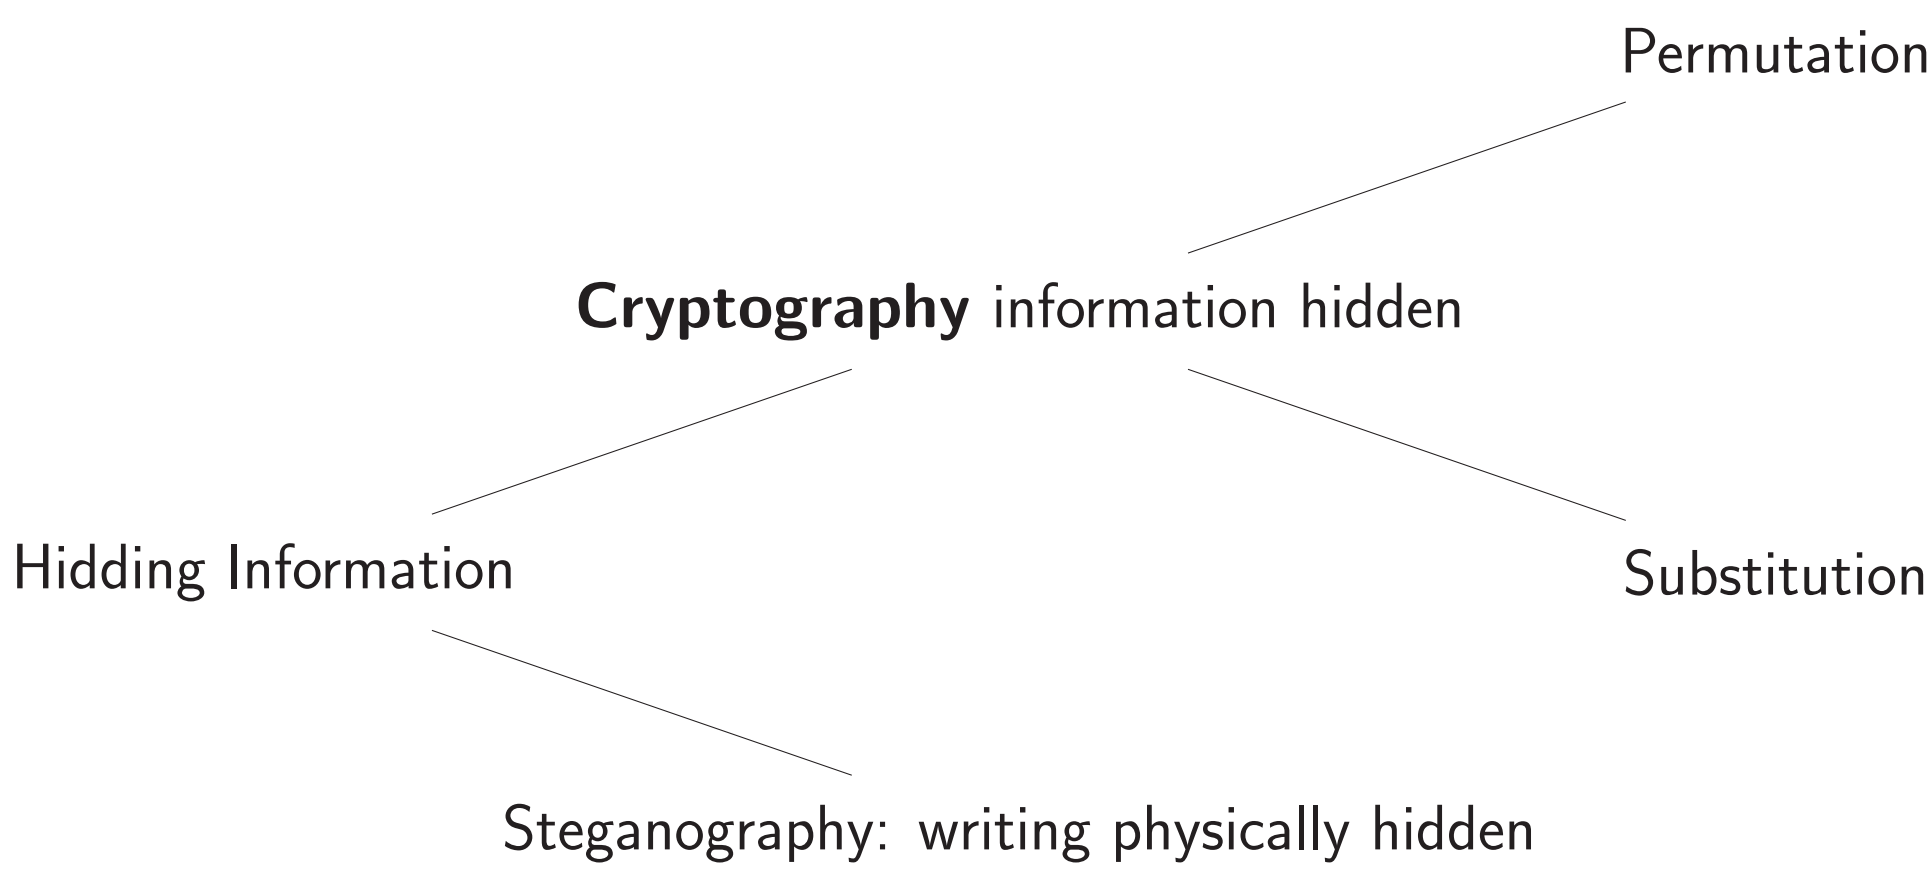 Permutation
Cryptography information hidden
Hidding Information
Substitution
Steganography: writing physically hidden